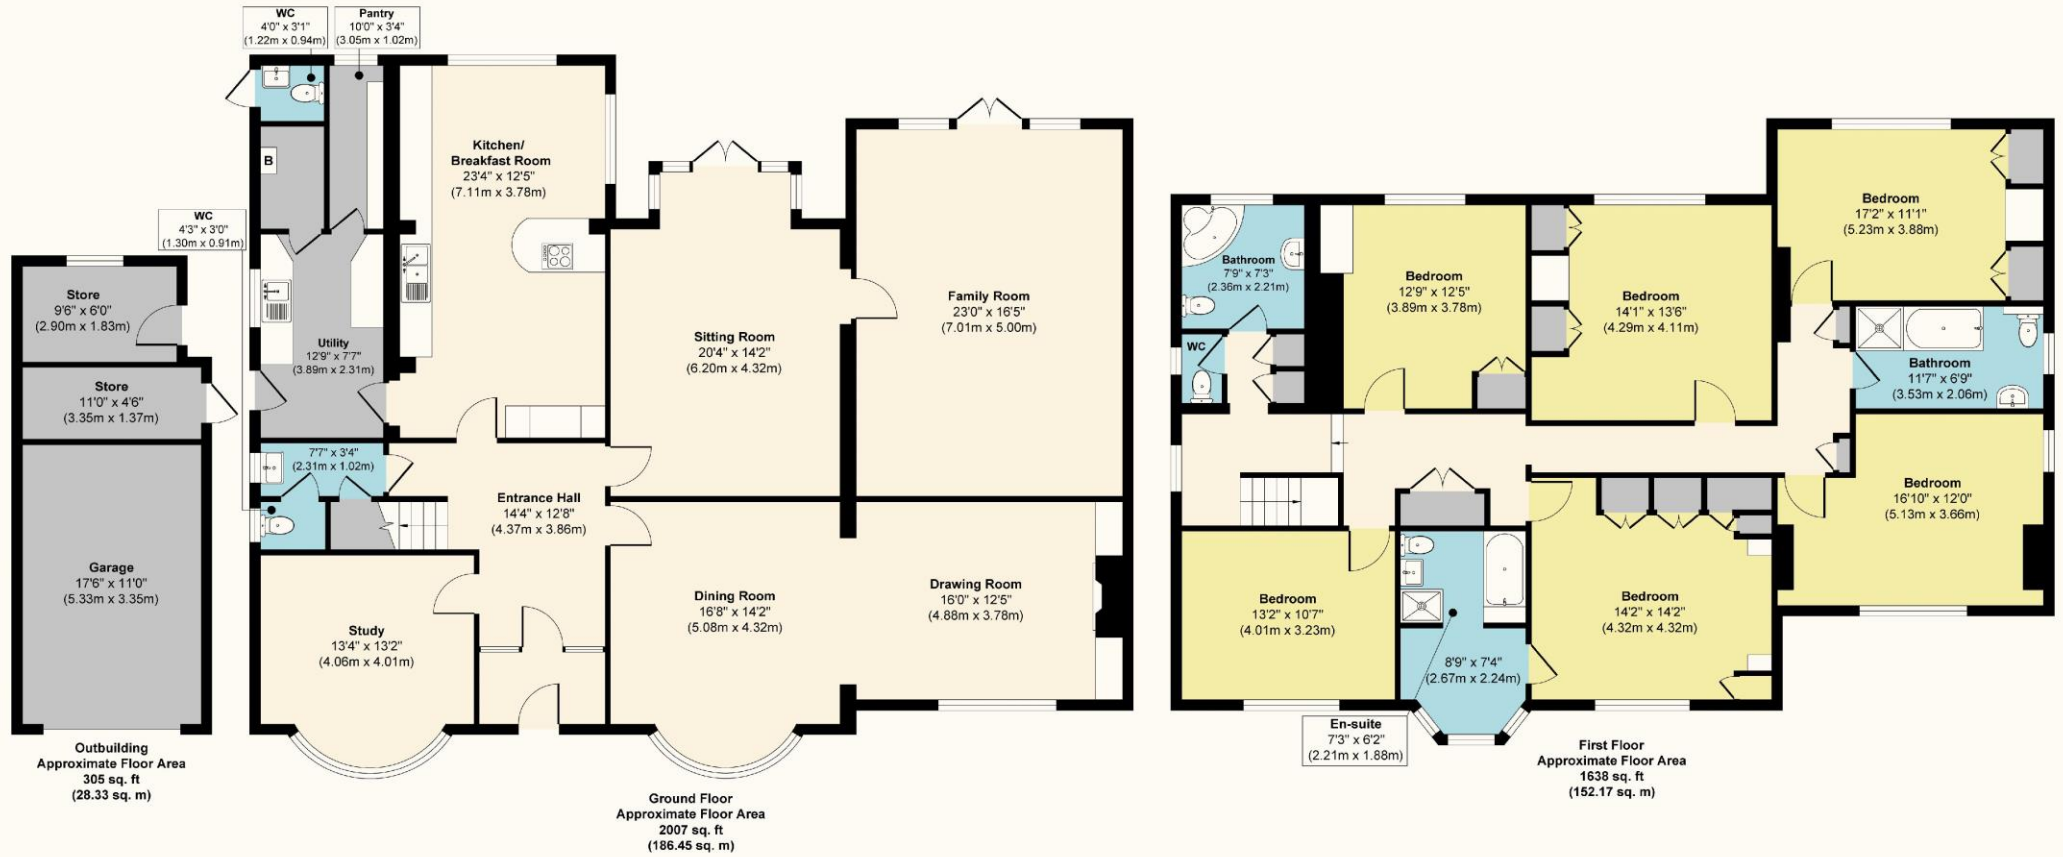 WC
4'0" x 3'1"
(1.22m x 0.94m)
Pantry
10'0" x 3'4"
(3.05m x 1.02m)
B
Kitchen/
Breakfast Room
23'4" x 12'5"
(7.11m x 3.78m)
WC
4'3" x 3'0"
(1.30m x 0.91m)
Store
9'6" x 6'0"
(2.90m x 1.83m)
Store
11'0" x 4'6"
(3.35m x 1.37m)
Garage
17'6" x 11'0"
(5.33m x 3.35m)
Outbuilding
Approximate Floor Area
305 sq. ft
(28.33 sq. m)
Utility
12'9" x 7'7"
(3.89m x 2.31m)
7'7" x 3'4"
(2.31m x 1.02m)
Entrance Hall
14'4" x 12'8"
(4.37m x 3.86m)
Study
13'4" x 13'2"
(4.06m x 4.01m)
Sitting Room
20'4" x 14'2"
(6.20m x 4.32m)
Family Room
23'0" x 16'5"
(7.01m x 5.00m)
Dining Room
16'8" x 14'2"
(5.08m x 4.32m)
Drawing Room
16'0" x 12'5"
(4.88m x 3.78m)
Ground Floor
Approximate Floor Area
2007 sq. ft
(186.45 sq. m)
Bathroom
7'9" x 7'3"
(2.36m x 2.21m)
WC
Bedroom
12'9" x 12'5"
(3.89m x 3.78m)
Bedroom
14'1" x 13'6"
(4.29m x 4.11m)
Bedroom
17'2" x 11'1"
(5.23m x 3.88m)
Bathroom
11'7" x 6'9"
(3.53m x 2.06m)
Bedroom
16'10" x 12'0"
(5.13m x 3.66m)
Bedroom
13'2" x 10'7"
(4.01m x 3.23m)
8'9" x 7'4"
(2.67m x 2.24m)
Bedroom
14'2" x 14'2"
(4.32m x 4.32m)
En-suite
7'3" x 6'2"
(2.21m x 1.88m)
First Floor
Approximate Floor Area
1638 sq. ft
(152.17 sq. m)